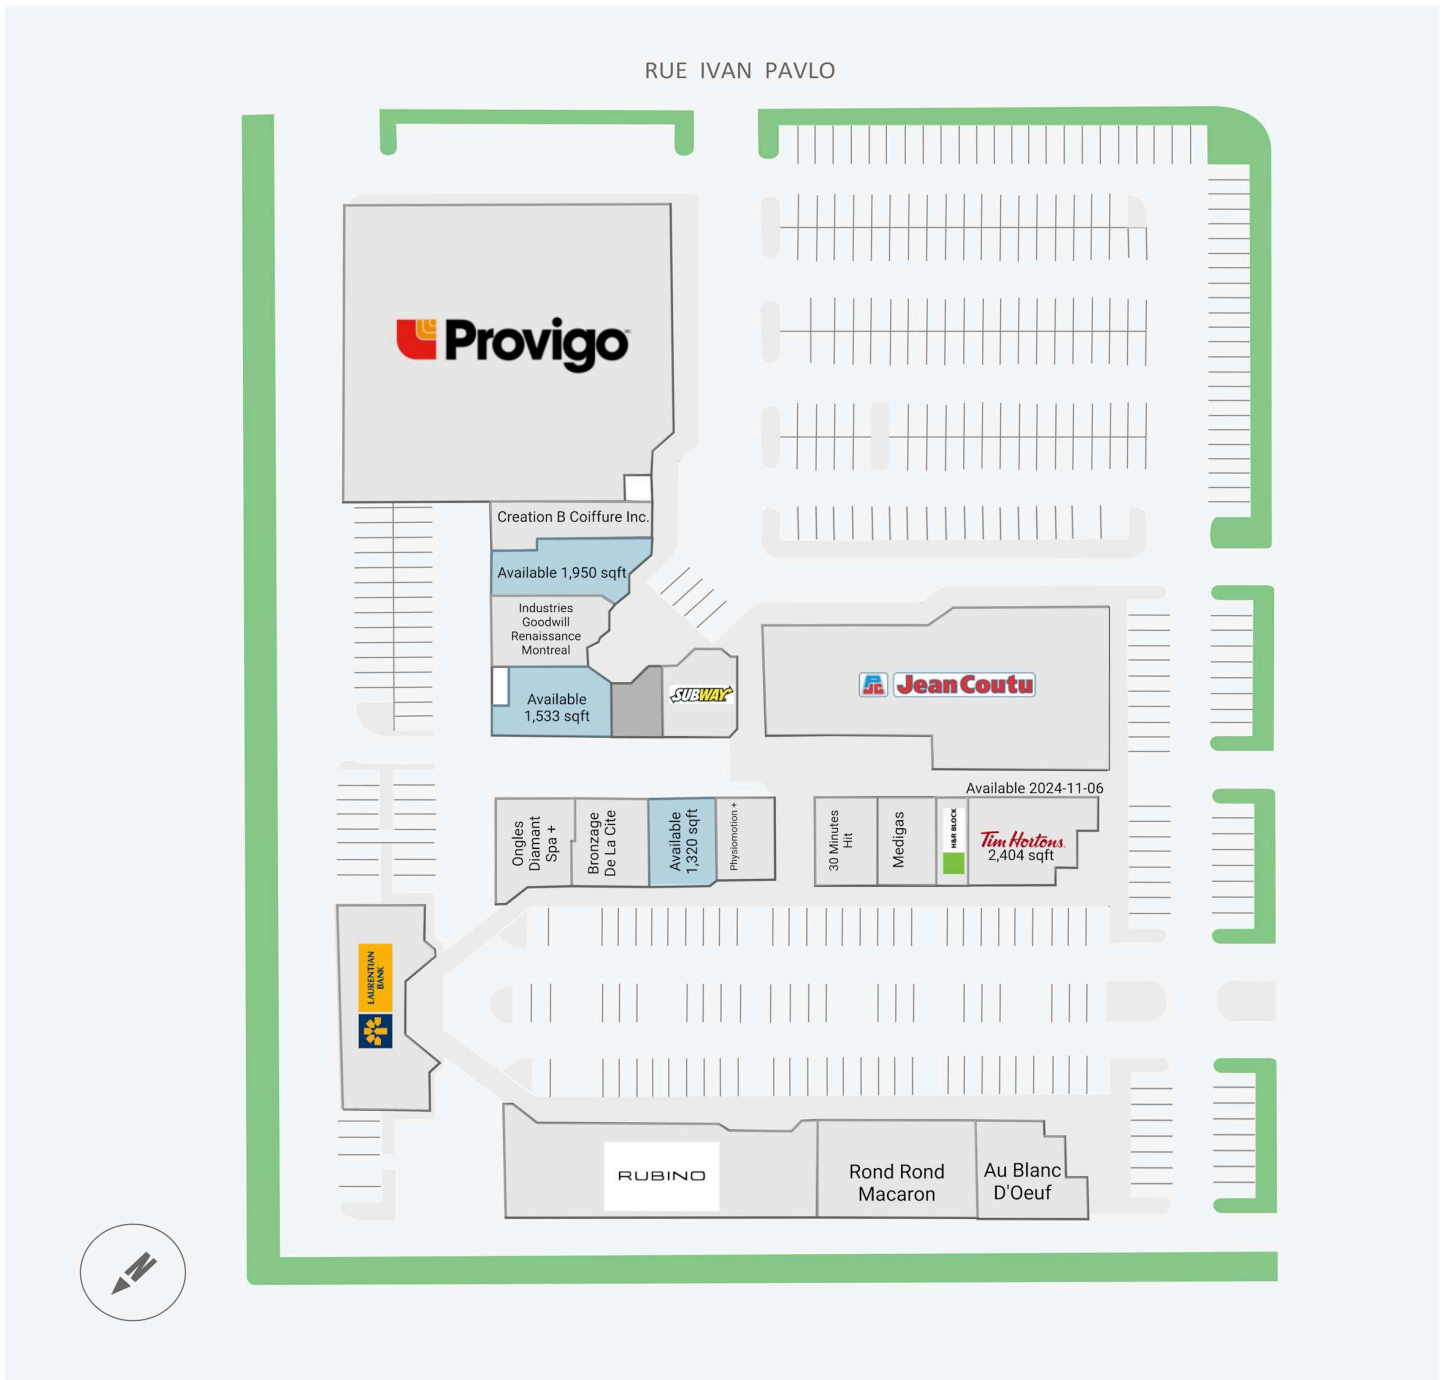 RUE IVAN PAVLO
Provigo
Creation B Coiffure Inc.
Available 1,950 sqft
Industries
Goodwill
Renaissance
Montreal
Available
1,533 sqft
SUBWAY
Jean Coutu
PJC
Available 2024-11-06
Ongles
Diamant
Spa +
Bronzage
De La Cite
Available
1,320 sqft
Physiomotion +
30 Minutes
Hit
Medigas
H&R BLOCK
Tim Hortons
2,404 sqft
LAURENTIAN
BANK
RUBINO
Rond Rond
Macaron
Au Blanc
D'Oeuf
N